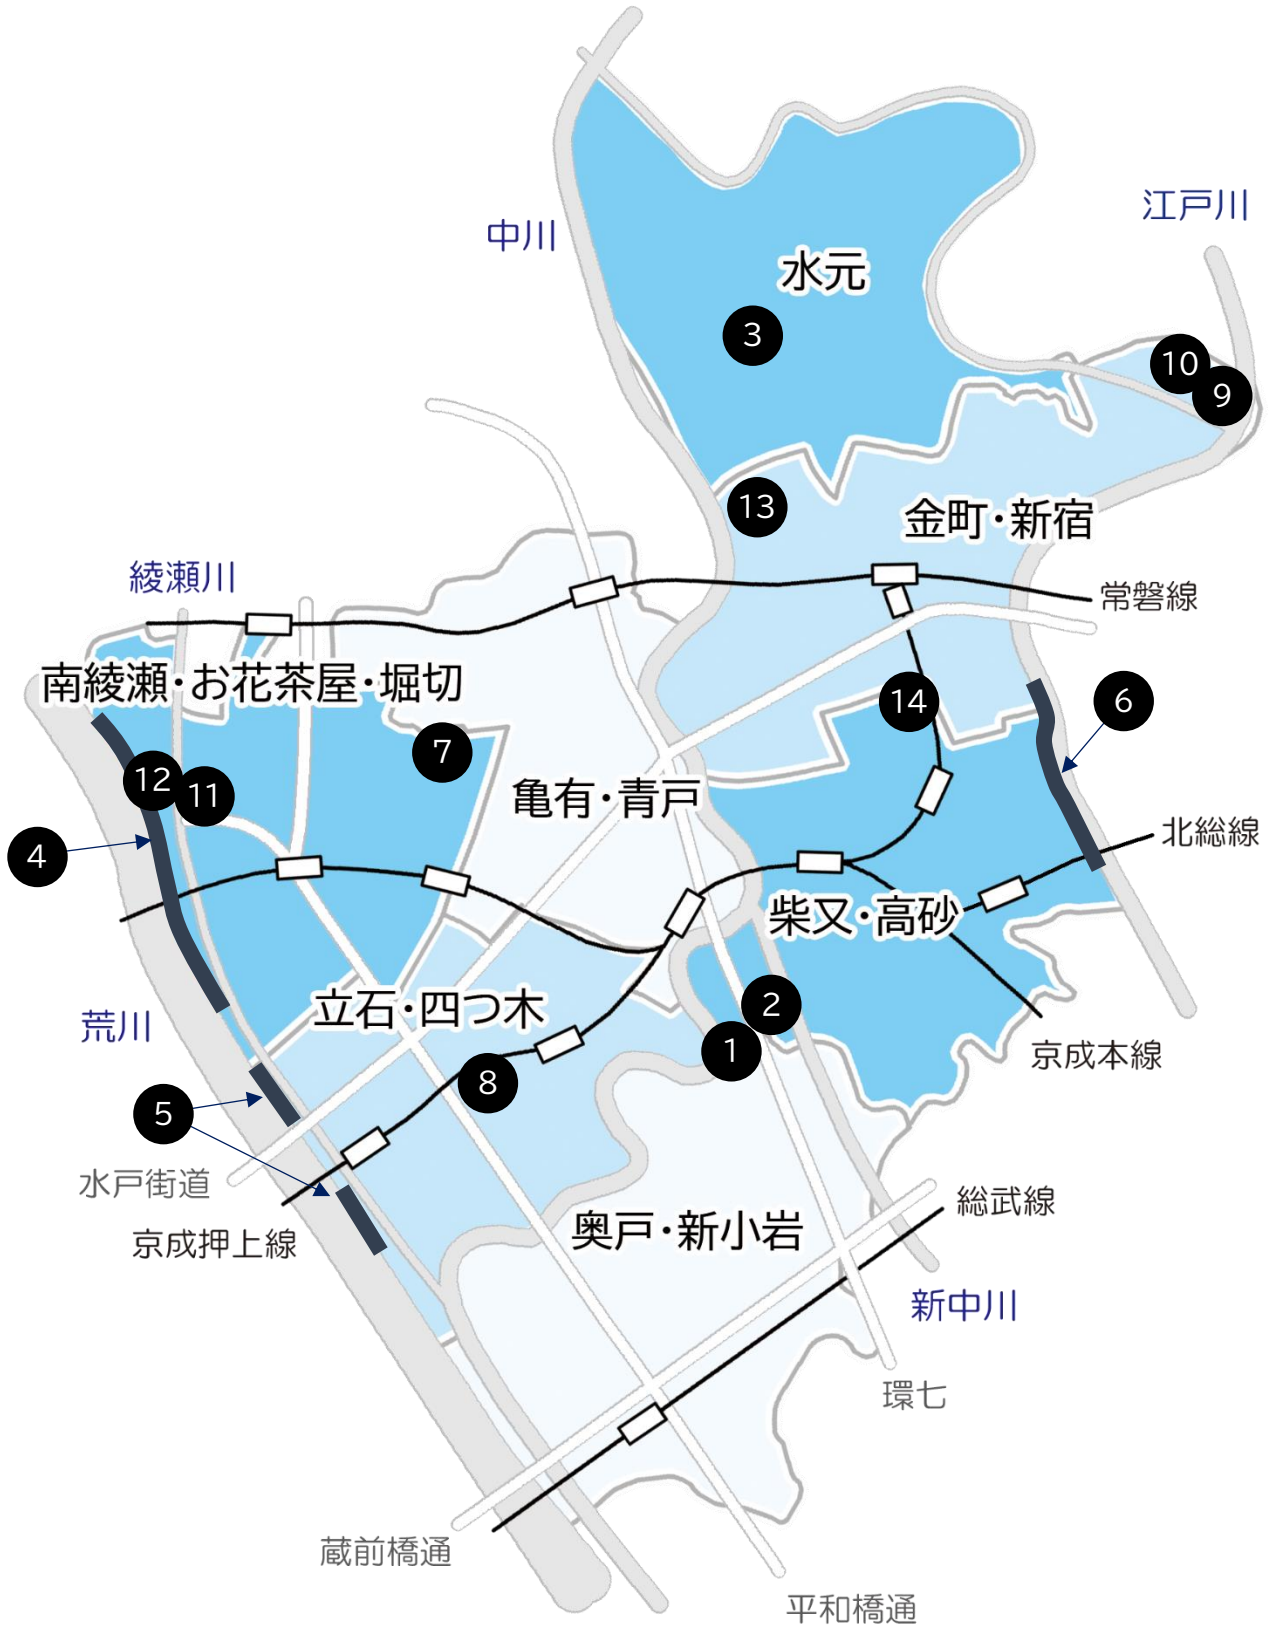 江戸川
中川
水元
3
10
9
13
金町・新宿
綾瀬川
常磐線
南綾瀬・お花茶屋・堀切
14
6
7
12
11
亀有・青戸
4
北総線
柴又・高砂
立石・四つ木
2
荒川
1
京成本線
8
5
水戸街道
総武線
京成押上線
奥戸・新小岩
新中川
環七
蔵前橋通
平和橋通